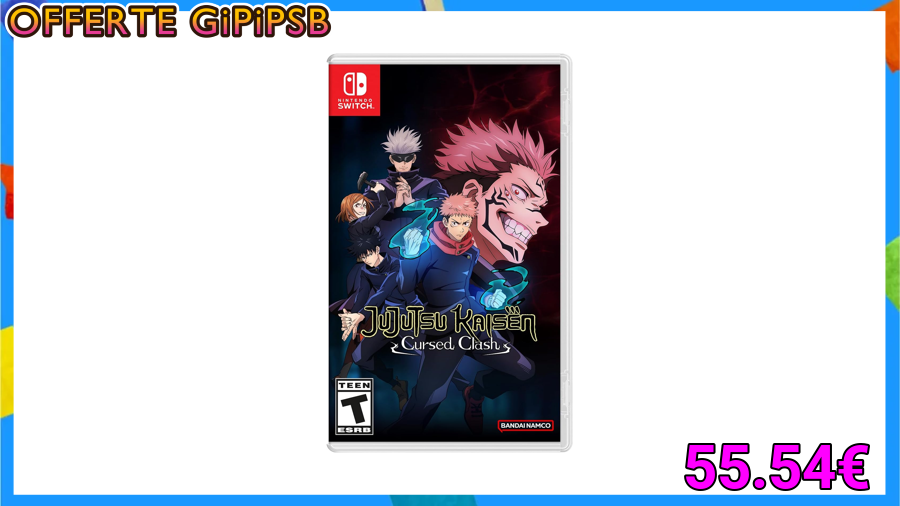 OFFERTE GiPiPSB
NINTENDO
SWITCH
JUJUTSU KAISEN
Cursed Clash
TEEN
T
ESRB
BANDAI NAMCO
55.54€